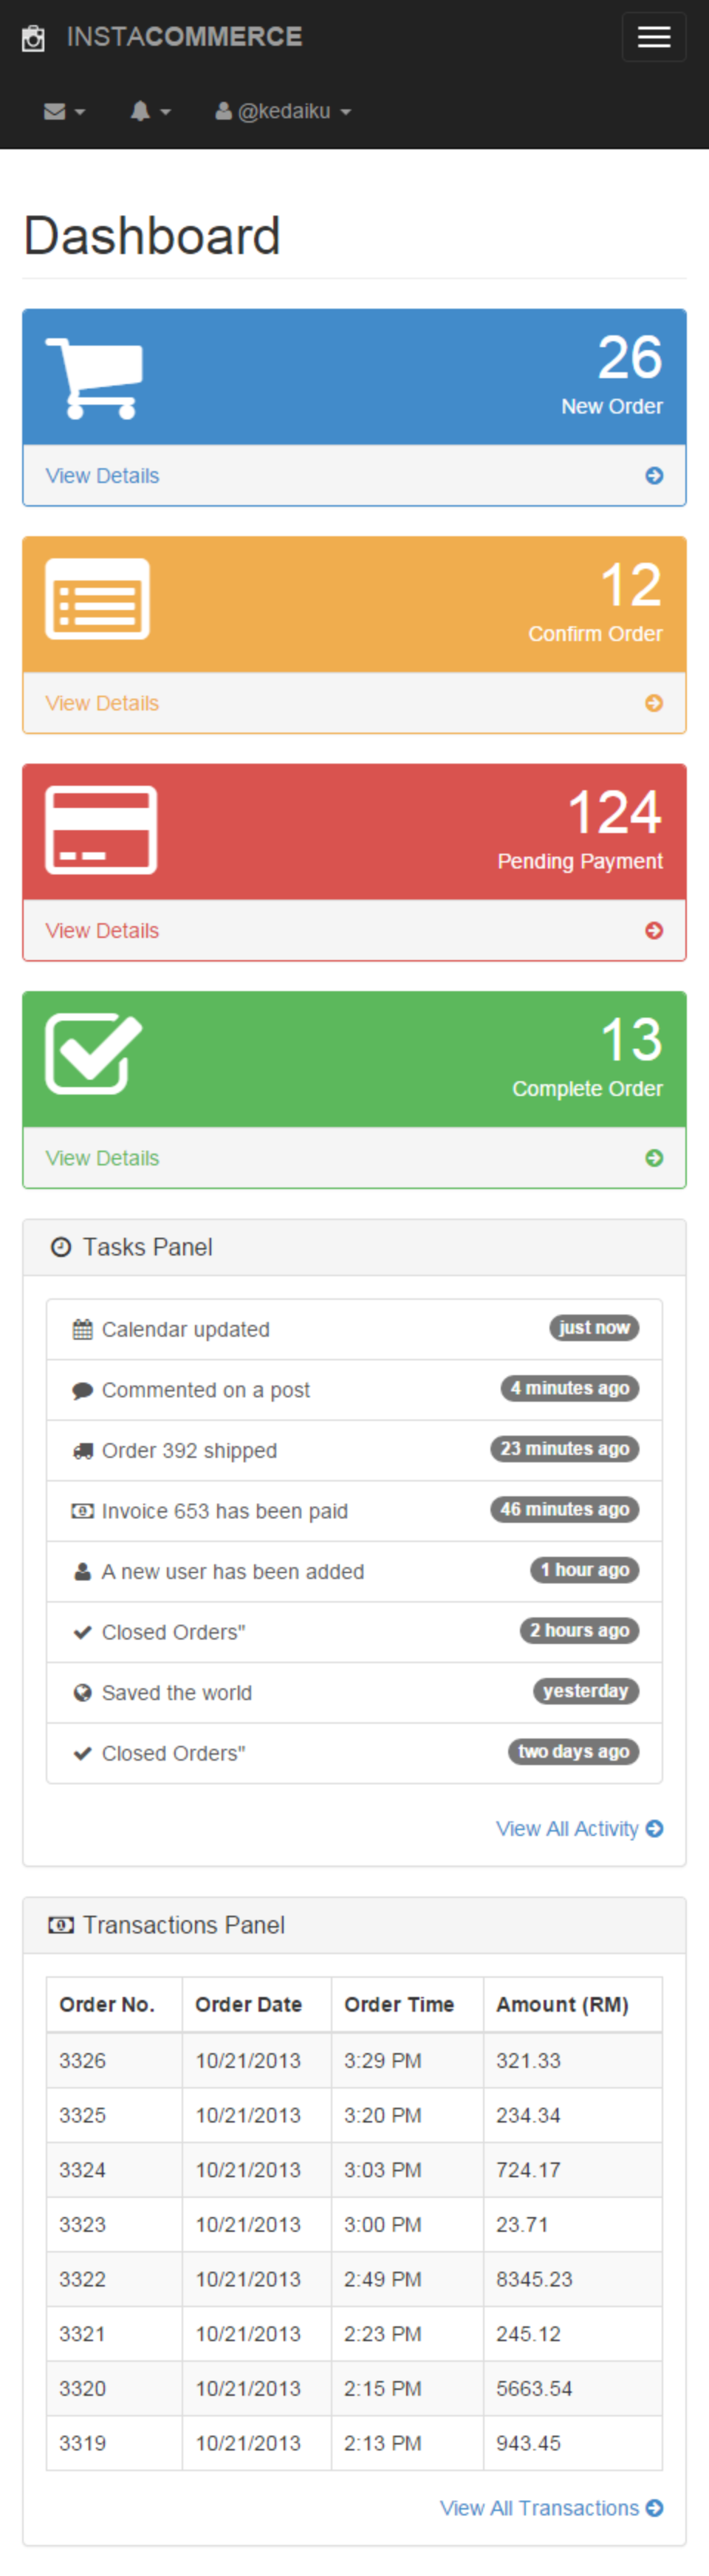 INSTACOMMERCE
@kedaiku
Dashboard
26
New Order
View Details
12
Confirm Order
View Details
124
Pending Payment
View Details
13
Complete Order
View Details
Tasks Panel
Calendar updated just now
Commented on a post 4 minutes ago
Order 392 shipped 23 minutes ago
Invoice 653 has been paid 46 minutes ago
A new user has been added 1 hour ago
Closed Orders" 2 hours ago
Saved the world yesterday
Closed Orders" two days ago
View All Activity
Transactions Panel
Order No. Order Date Order Time Amount (RM)
3326 10/21/2013 3:29 PM 321.33
3325 10/21/2013 3:20 PM 234.34
3324 10/21/2013 3:03 PM 724.17
3323 10/21/2013 3:00 PM 23.71
3322 10/21/2013 2:49 PM 8345.23
3321 10/21/2013 2:23 PM 245.12
3320 10/21/2013 2:15 PM 5663.54
3319 10/21/2013 2:13 PM 943.45
View All Transactions